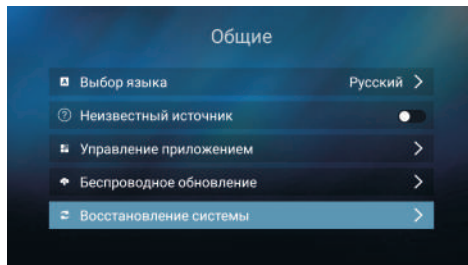 Общие
Выбор языка Русский
Неизвестный источник
Управление приложением
Беспроводное обновление
Восстановление системы